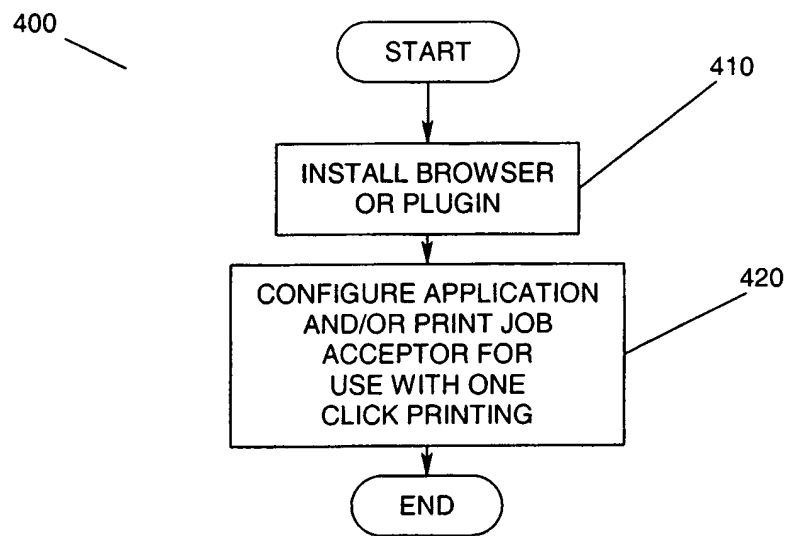 400
START
410
INSTALL BROWSER
OR PLUGIN
420
CONFIGURE APPLICATION
AND/OR PRINT JOB
ACCEPTOR FOR
USE WITH ONE
CLICK PRINTING
END